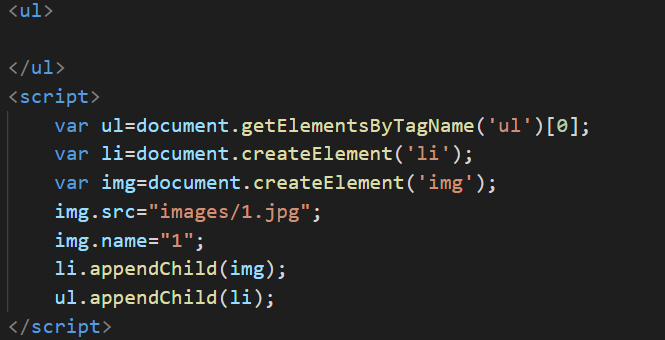 <ul>

</ul>
<script>
    var ul=document.getElementsByTagName('ul')[0];
    var li=document.createElement('li');
    var img=document.createElement('img');
    img.src="images/1.jpg";
    img.name="1";
    li.appendChild(img);
    ul.appendChild(li);
</script>